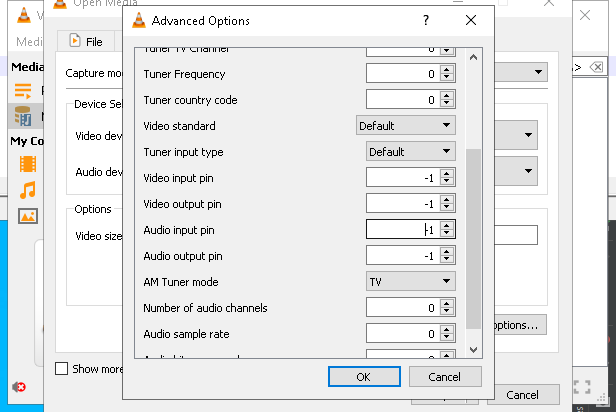 Open Media
Advanced Options
?
Medi
File
Media
Capture mo
Device Sel
Video dev
My Co
Audio dev
Options
Video size
Tuner TV Channel 0
Tuner Frequency 0
Tuner country code 0
Video standard Default
Tuner input type Default
Video input pin -1
Video output pin -1
Audio input pin -1
Audio output pin -1
AM Tuner mode TV
Number of audio channels 0
Audio sample rate 0
ptions...
Show more
OK Cancel
Cancel